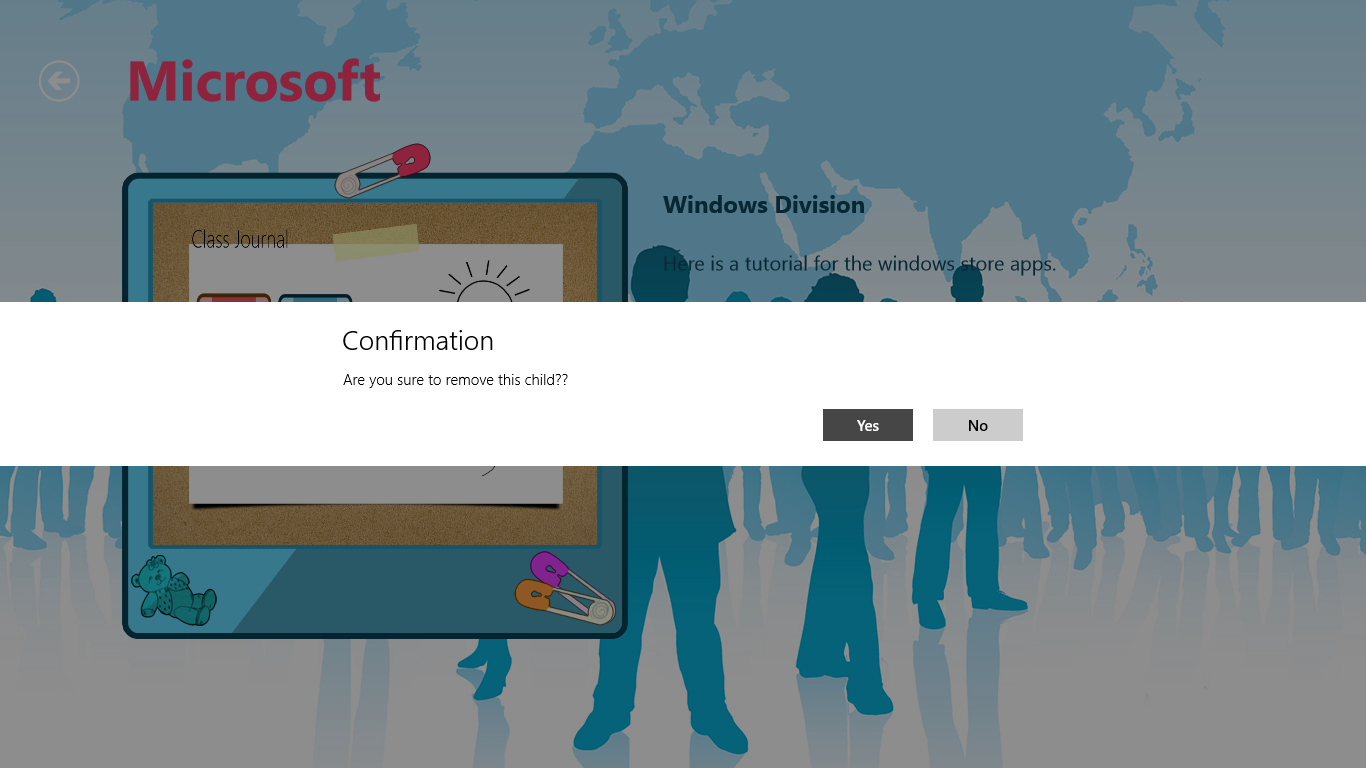 Microsoft
Windows Division
Class Journal
Here is a tutorial for the windows store apps.
Confirmation
Are you sure to remove this child??
Yes No